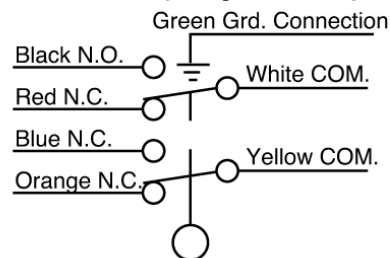 Green Grd. Connection
Black N.O.
White COM.
Red N.C.
Blue N.C.
Yellow COM.
Orange N.C.